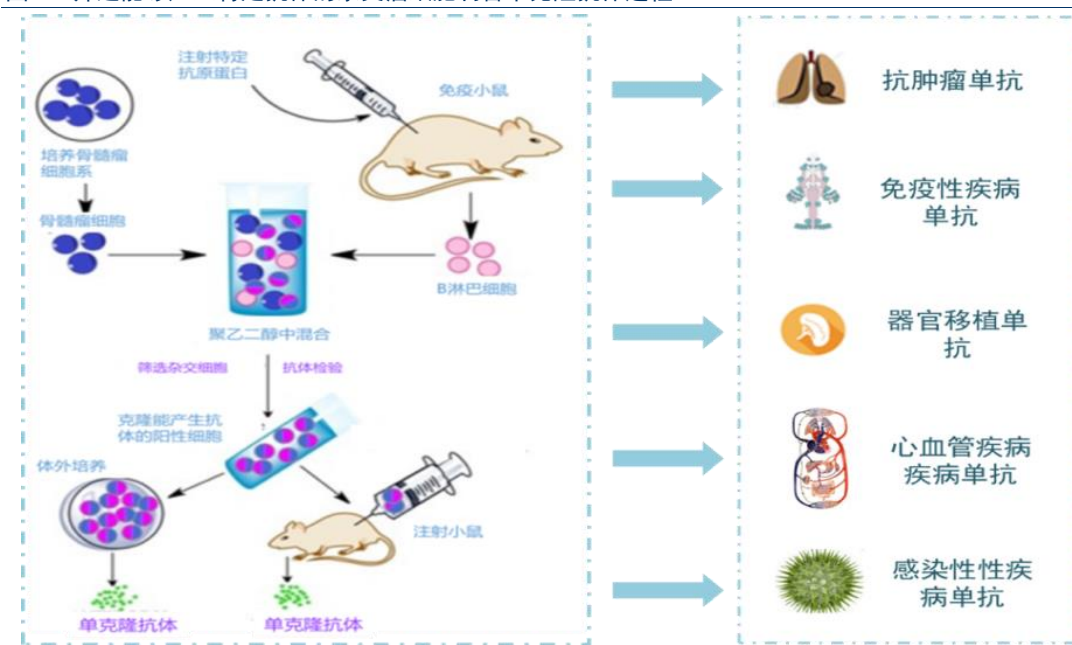 注射特定
抗原蛋白
免疫小鼠
培养骨髓瘤
细胞系
骨髓瘤细胞
B淋巴细胞
聚乙二醇中混合
筛选杂交细胞
抗体检验
克隆能产生抗
体的阳性细胞
体外培养
注射小鼠
单克隆抗体
单克隆抗体
抗肿瘤单抗
免疫性疾病
单抗
器官移植单
抗
心血管疾病
疾病单抗
感染性性疾
病单抗